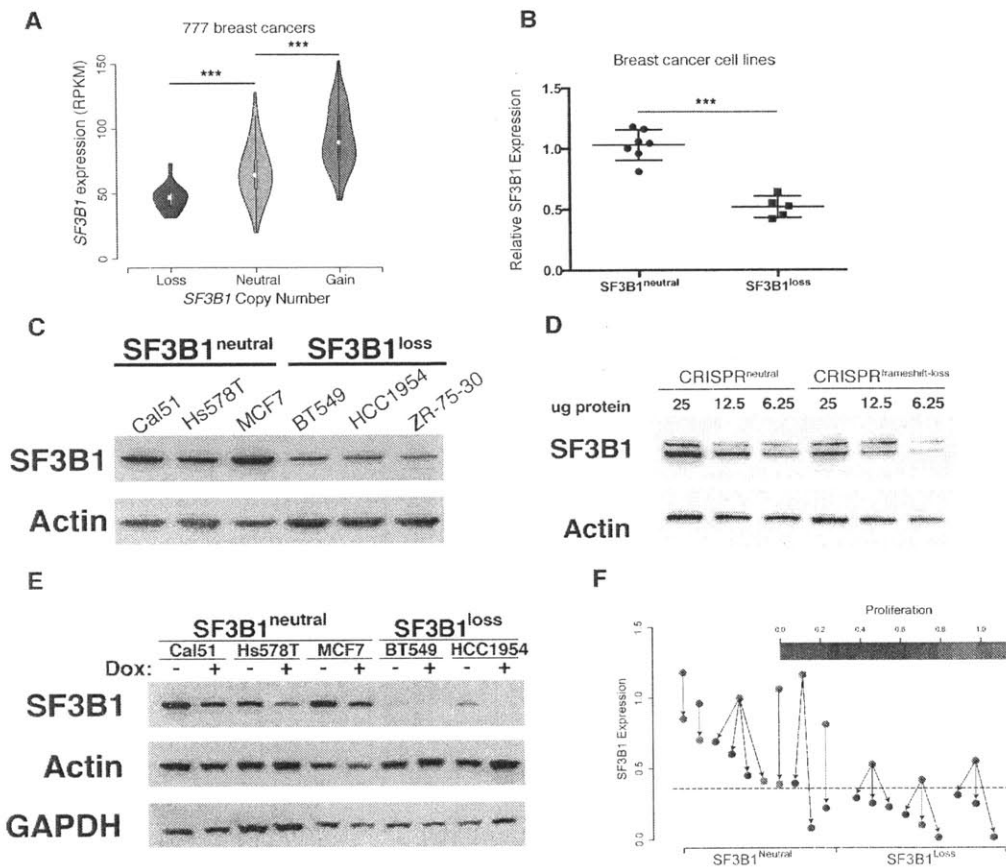 A
777 breast cancers
***
***
SF3B1 expression (RPKM)
150
100
50
0
Loss
Neutral
Gain
SF3B1 Copy Number
B
Breast cancer cell lines
***
Relative SF3B1 Expression
1.5
1.0
0.5
0.0
SF3B1neutral
SF3B1loss
C
SF3B1neutral
SF3B1loss
Cal51
Hs578T
MCF7
BT549
HCC1954
ZR-75-30
SF3B1
Actin
D
CRISPRneutral
CRISPRframeshift-loss
ug protein 25 12.5 6.25 25 12.5 6.25
SF3B1
Actin
E
SF3B1neutral
SF3B1loss
Cal51 Hs578T MCF7 BT549 HCC1954
Dox: - + - + - + - + - +
SF3B1
Actin
GAPDH
F
Proliferation
0.0 0.2 0.4 0.6 0.8 1.0
SF3B1 Expression
1.5
1.0
0.5
0.0
SF3B1Neutral
SF3B1Loss